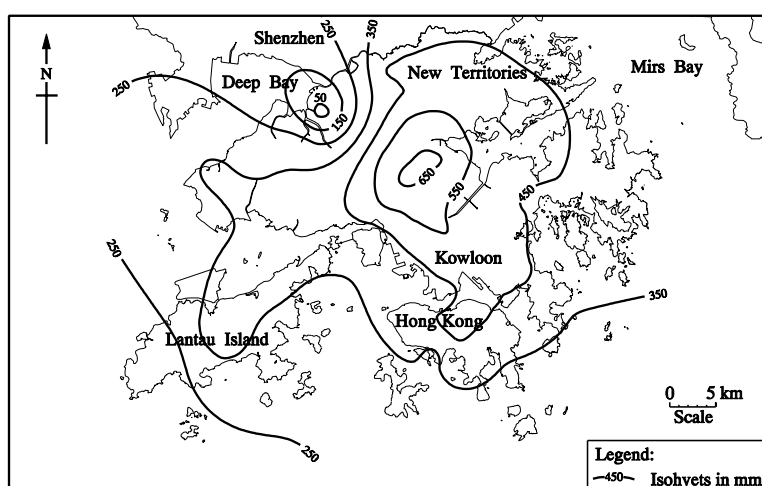 250
350
Shenzhen
N
250
Deep Bay
New Territories
Mirs Bay
50
150
650
550
450
250
Kowloon
350
Hong Kong
Lantau Island
0 5 km
Scale
250
Legend:
450 Isohyets in mm